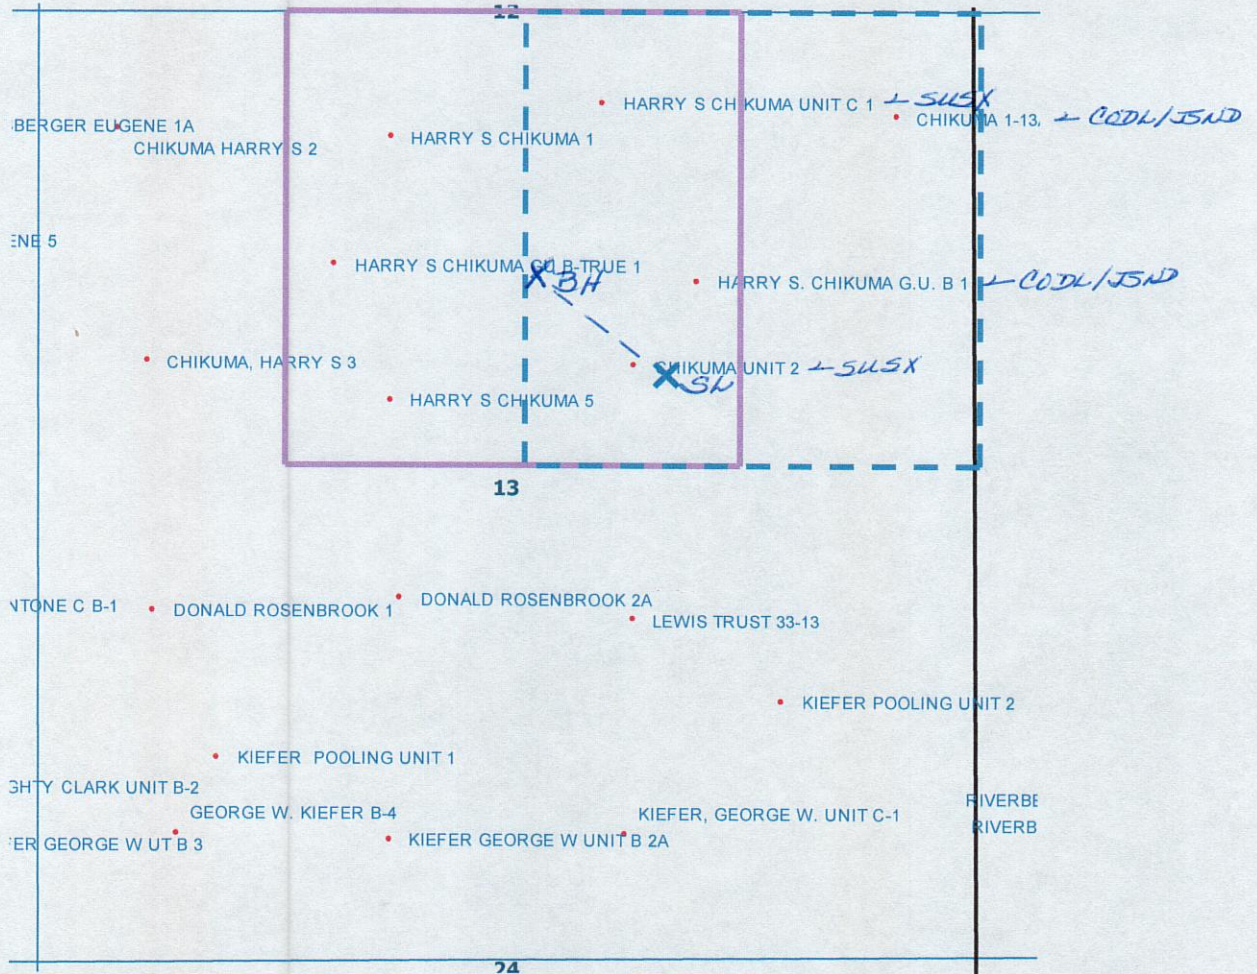 12
HARRY S CHIKUMA UNIT C 1 ← SUSX
BERGER EUGENE 1A
CHIKUMA 1-13, ← CODL/JSND
HARRY S CHIKUMA 1
CHIKUMA HARRY S 2
ENE 5
HARRY S CHIKUMA GU B-TRUE 1
BH
HARRY S. CHIKUMA G.U. B 1 ← CODL/JSND
CHIKUMA, HARRY S 3
CHIKUMA UNIT 2 ← SUSX
SL
HARRY S CHIKUMA 5
13
NTONE C B-1
DONALD ROSENBROOK 1
DONALD ROSENBROOK 2A
LEWIS TRUST 33-13
KIEFER POOLING UNIT 2
KIEFER POOLING UNIT 1
GHTY CLARK UNIT B-2
RIVERBE
GEORGE W. KIEFER B-4
KIEFER, GEORGE W. UNIT C-1
RIVERB
FER GEORGE W UT B 3
KIEFER GEORGE W UNIT B 2A
24